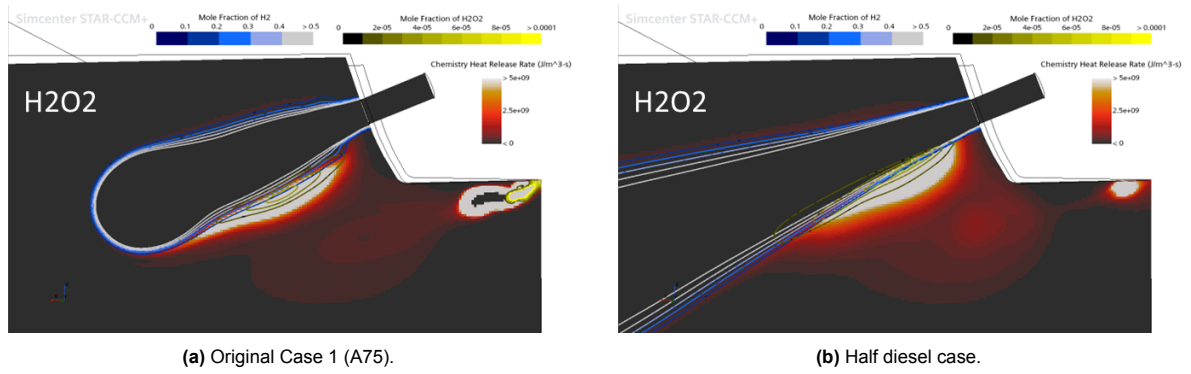 Simcenter STAR-CCM+
Mole Fraction of H2
0 0.1 0.2 0.3 0.4 > 0.5
Mole Fraction of H2O2
0 2e-05 4e-05 6e-05 8e-05 > 0.0001
Chemistry Heat Release Rate (J/m^3-s)
> 5e+09
2.5e+09
< 0
H2O2
(a) Original Case 1 (A75).
Simcenter STAR-CCM+
Mole Fraction of H2
0 0.1 0.2 0.3 0.4 > 0.5
Mole Fraction of H2O2
0 2e-05 4e-05 6e-05 8e-05 > 0.0001
Chemistry Heat Release Rate (J/m^3-s)
> 5e+09
2.5e+09
< 0
H2O2
(b) Half diesel case.